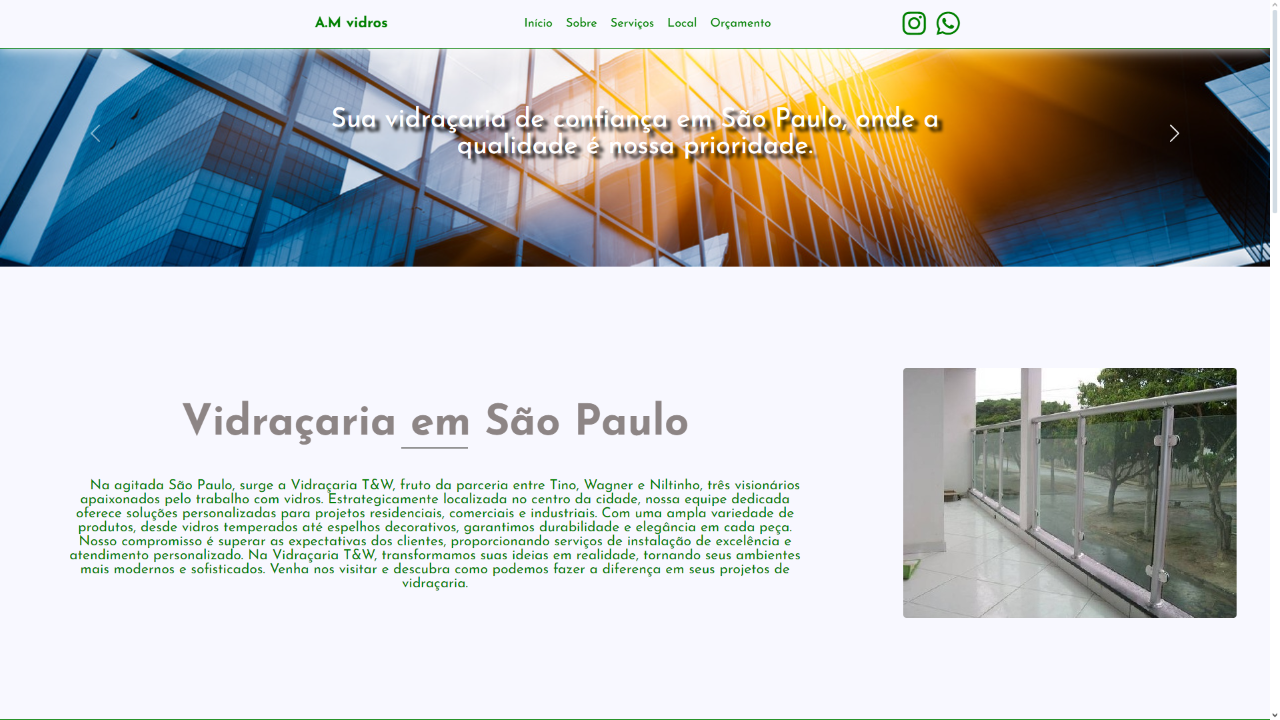 A.M vidros
Início Sobre Serviços Local Orçamento
Sua vidraçaria de confiança em São Paulo, onde a
qualidade é nossa prioridade.
Vidraçaria em São Paulo
Na agitada São Paulo, surge a Vidraçaria T&W, fruto da parceria entre Tino, Wagner e Niltinho, três visionários
apaixonados pelo trabalho com vidros. Estrategicamente localizada no centro da cidade, nossa equipe dedicada
oferece soluções personalizadas para projetos residenciais, comerciais e industriais. Com uma ampla variedade de
produtos, desde vidros temperados até espelhos decorativos, garantimos durabilidade e elegância em cada peça.
Nosso compromisso é superar as expectativas dos clientes, proporcionando serviços de instalação de excelência e
atendimento personalizado. Na Vidraçaria T&W, transformamos suas ideias em realidade, tornando seus ambientes
mais modernos e sofisticados. Venha nos visitar e descubra como podemos fazer a diferença em seus projetos de
vidraçaria.